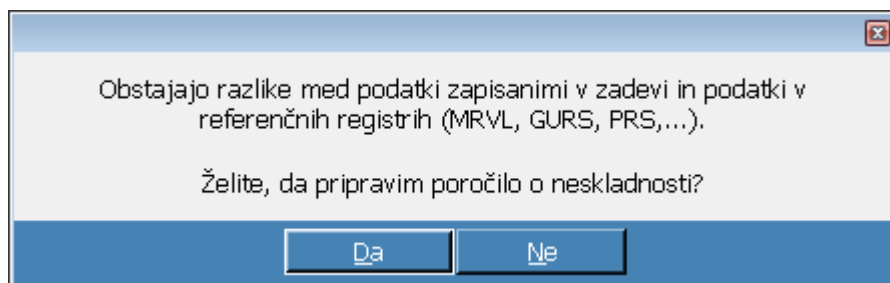 Obstajajo razlike med podatki zapisanimi v zadevi in podatki v
referenčnih registrih (MRVL, GURS, PRS,...).
Želite, da pripravim poročilo o neskladnosti?
Da
Ne